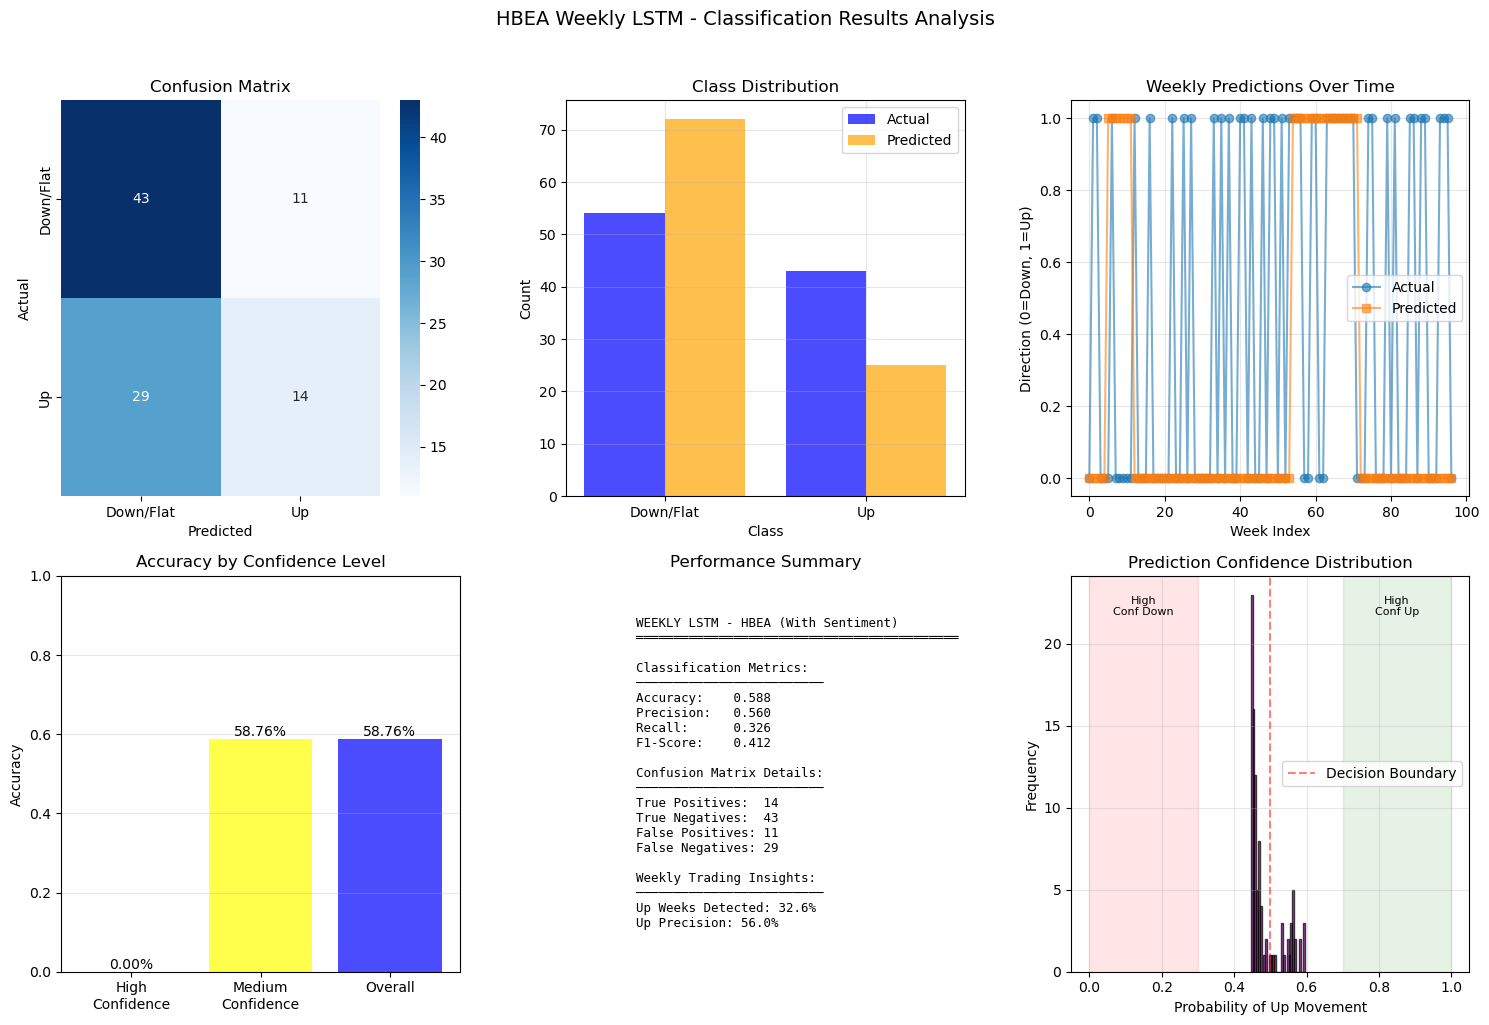 HBEA Weekly LSTM - Classification Results Analysis
Confusion Matrix
Actual
Down/Flat
Up
43
11
29
14
40
35
30
25
20
15
Down/Flat
Up
Predicted
Class Distribution
Actual
Predicted
Count
70
60
50
40
30
20
10
0
Down/Flat
Up
Class
Weekly Predictions Over Time
Direction (0=Down, 1=Up)
1.0
0.8
0.6
0.4
0.2
0.0
Actual
Predicted
0
20
40
60
80
100
Week Index
Accuracy by Confidence Level
Accuracy
1.0
0.8
0.6
0.4
0.2
0.0
0.00%
58.76%
58.76%
High
Confidence
Medium
Confidence
Overall
Performance Summary
WEEKLY LSTM - HBEA (With Sentiment)
Classification Metrics:
Accuracy: 0.588
Precision: 0.560
Recall: 0.326
F1-Score: 0.412
Confusion Matrix Details:
True Positives: 14
True Negatives: 43
False Positives: 11
False Negatives: 29
Weekly Trading Insights:
Up Weeks Detected: 32.6%
Up Precision: 56.0%
Prediction Confidence Distribution
Frequency
20
15
10
5
0
High
Conf Down
High
Conf Up
Decision Boundary
0.0
0.2
0.4
0.6
0.8
1.0
Probability of Up Movement